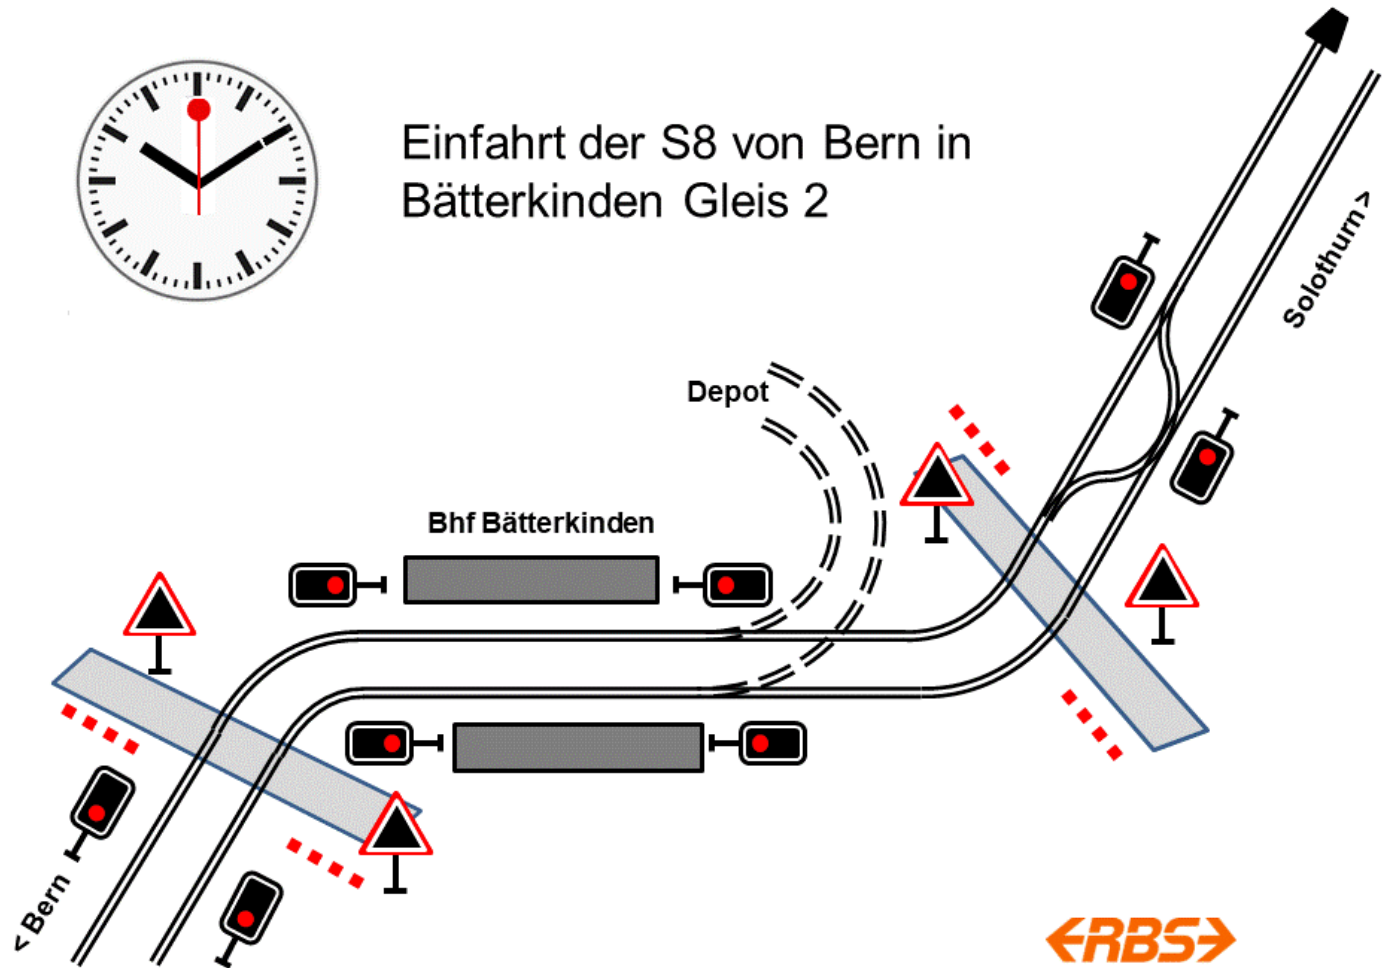 Einfahrt der S8 von Bern in
Bätterkinden Gleis 2
Solothurn >
Depot
Bhf Bätterkinden
< Bern
RBS